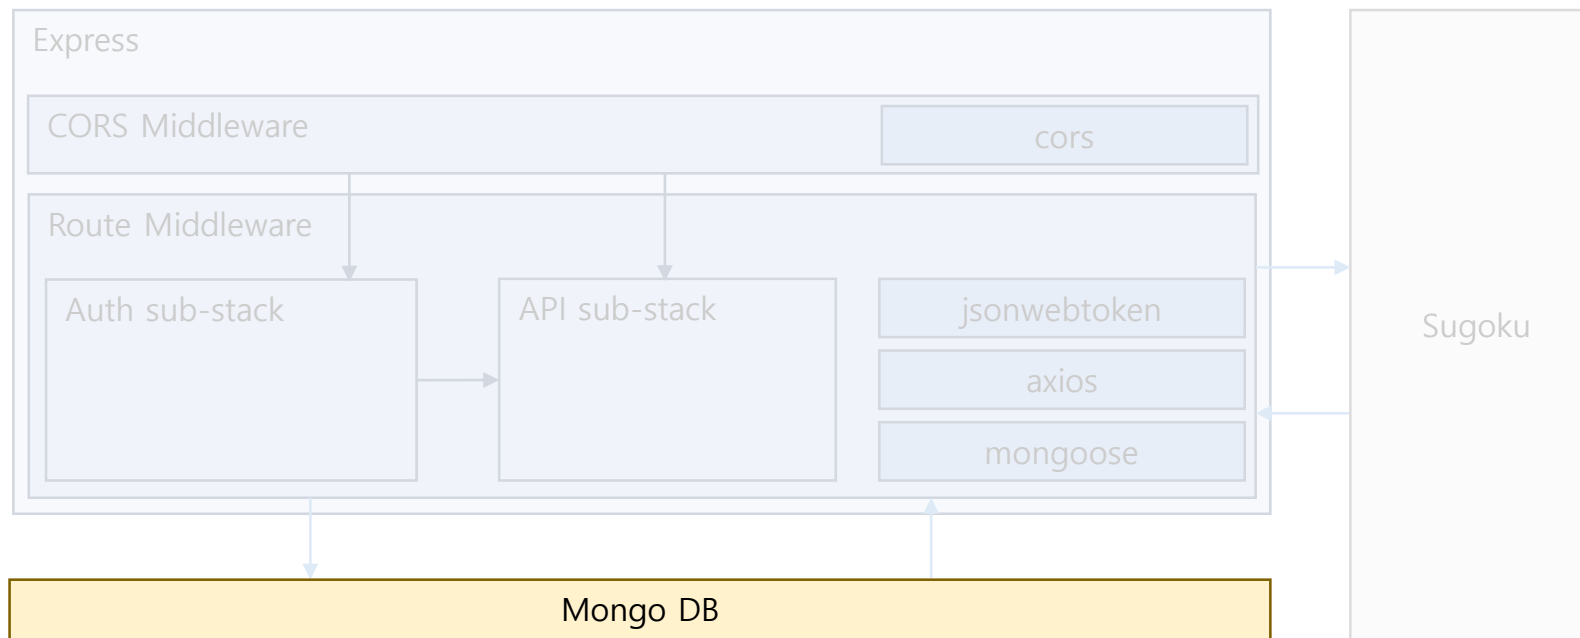 Express
CORS Middleware
cors
Route Middleware
Auth sub-stack
API sub-stack
jsonwebtoken
axios
mongoose
Sugoku
Mongo DB